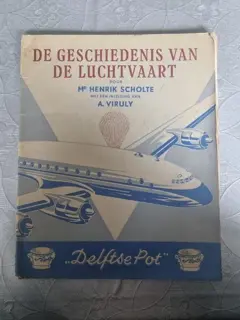 DE GESCHIEDENIS VAN
DE LUCHTVAART
DOOR
Mr HENRIK SCHOLTE
MET EEN INLEIDING VAN
A. VIRULY
„Delftse Pot”